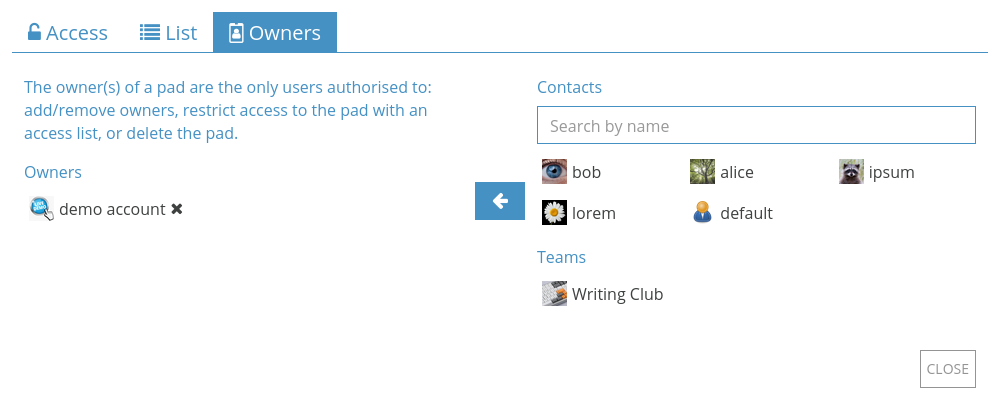 Access List Owners
The owner(s) of a pad are the only users authorised to:
add/remove owners, restrict access to the pad with an
access list, or delete the pad.
Owners
demo account
Contacts
Search by name
bob alice ipsum
lorem default
Teams
Writing Club
CLOSE